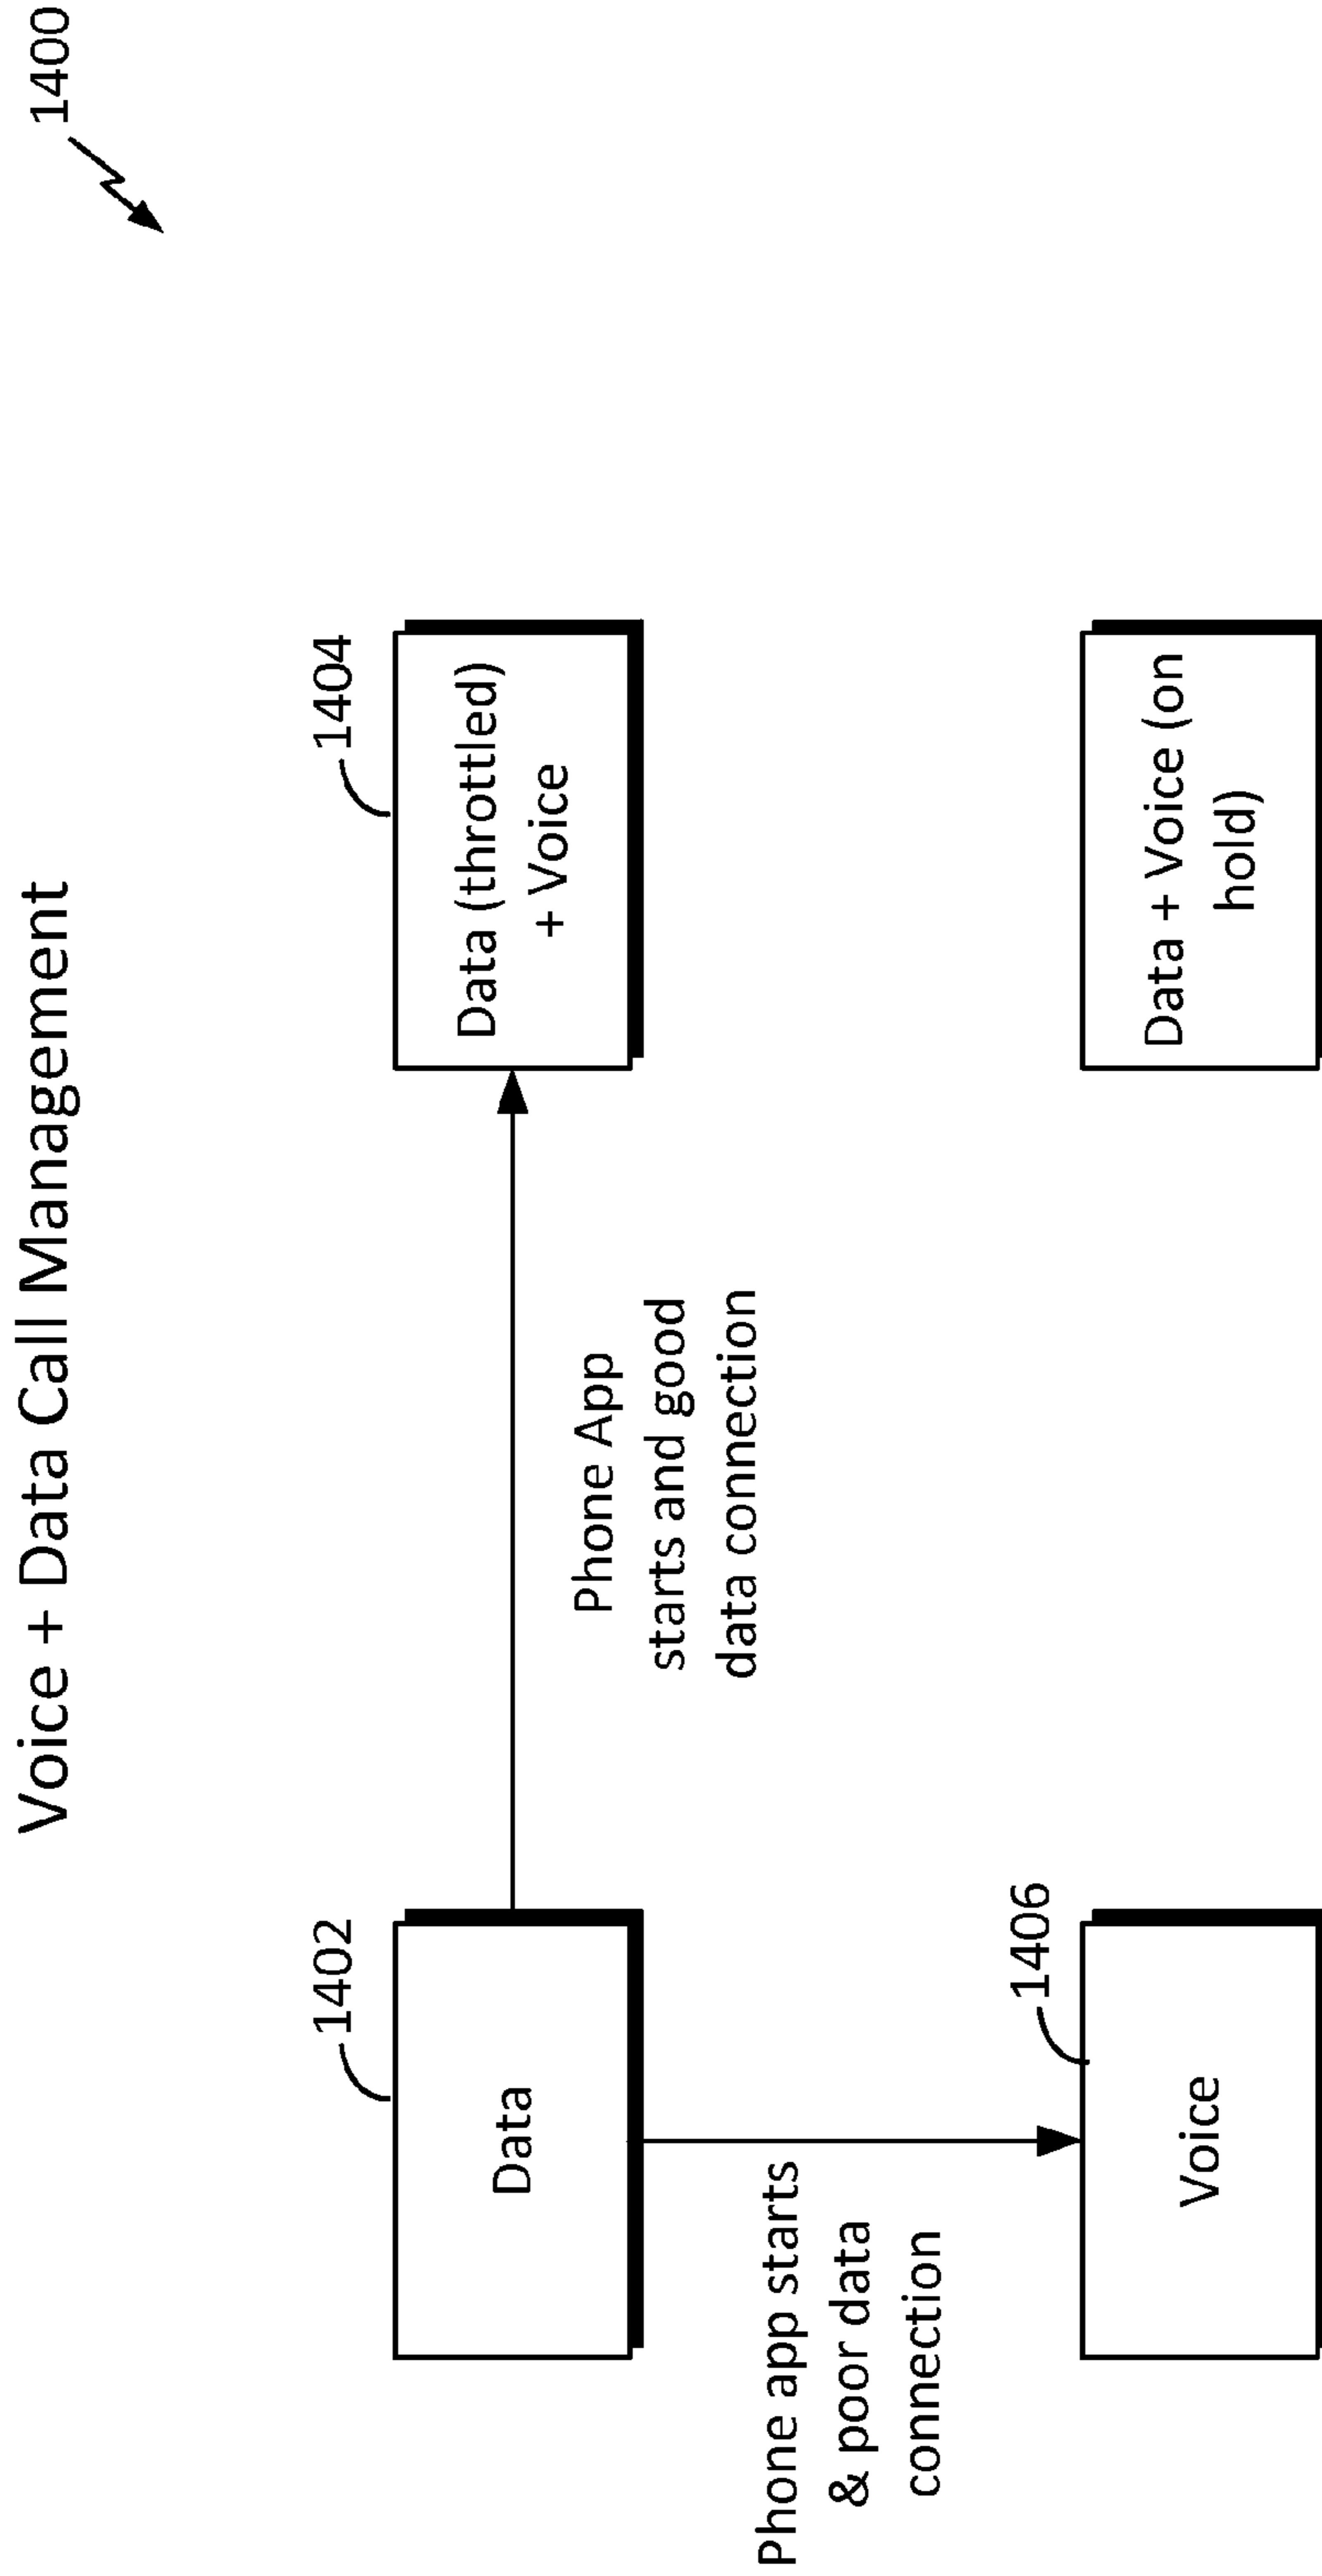 Voice + Data Call Management
1400
1402
Data
1404
Data (throttled)
+ Voice
Phone App
starts and good
data connection
Phone app starts
& poor data
connection
1406
Voice
Data + Voice (on
hold)